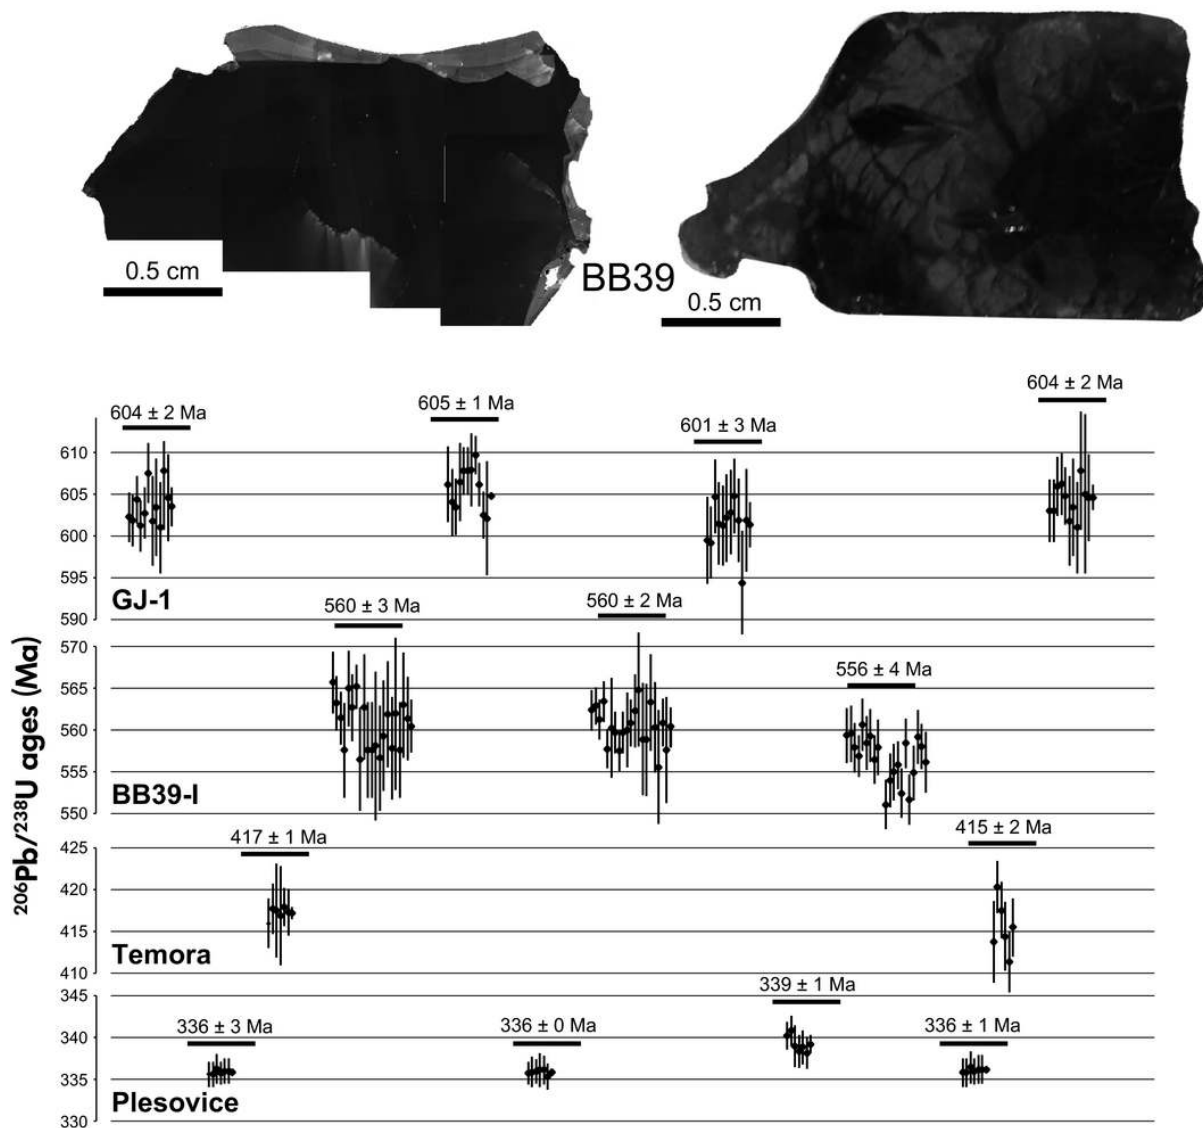 0.5 cm
BB39
0.5 cm
206Pb/238U ages (Ma)
604 ± 2 Ma
605 ± 1 Ma
601 ± 3 Ma
604 ± 2 Ma
610
605
600
595
590
GJ-1
560 ± 3 Ma
560 ± 2 Ma
556 ± 4 Ma
570
565
560
555
550
BB39-I
417 ± 1 Ma
415 ± 2 Ma
425
420
415
410
Temora
336 ± 3 Ma
336 ± 0 Ma
339 ± 1 Ma
336 ± 1 Ma
345
340
335
330
Plesovice